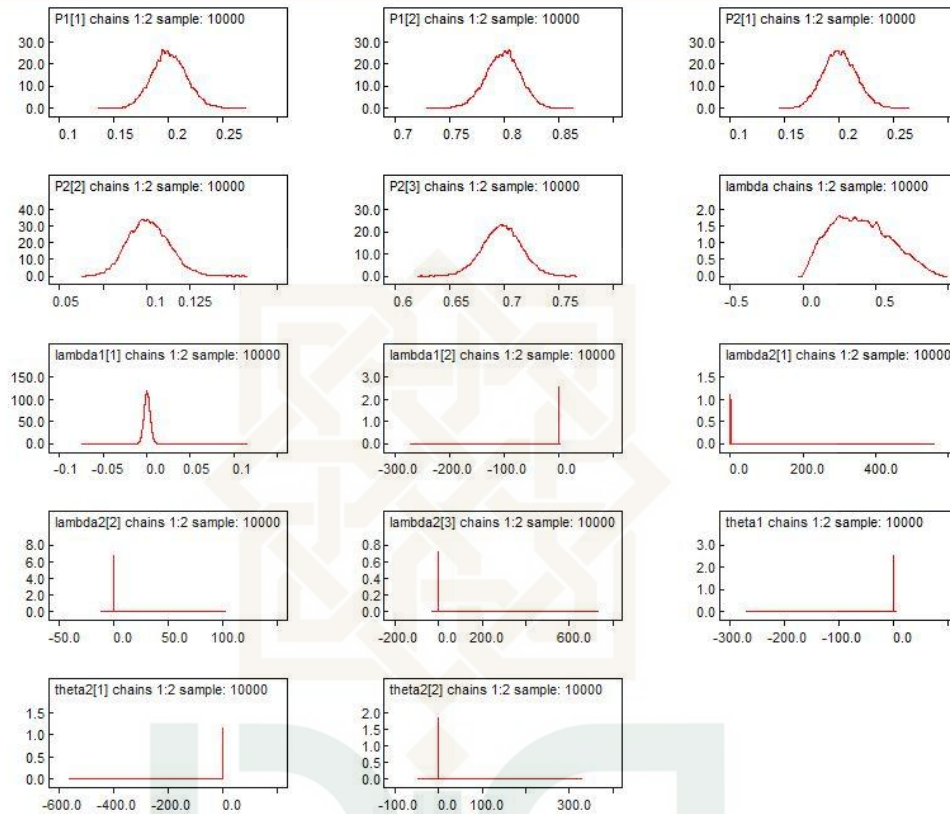 P1[1] chains 1:2 sample: 10000
30.0
20.0
10.0
0.0
0.1 0.15 0.2 0.25
P1[2] chains 1:2 sample: 10000
30.0
20.0
10.0
0.0
0.7 0.75 0.8 0.85
P2[1] chains 1:2 sample: 10000
30.0
20.0
10.0
0.0
0.1 0.15 0.2 0.25
P2[2] chains 1:2 sample: 10000
40.0
30.0
20.0
10.0
0.0
0.05 0.1 0.125
P2[3] chains 1:2 sample: 10000
30.0
20.0
10.0
0.0
0.6 0.65 0.7 0.75
lambda chains 1:2 sample: 10000
2.0
1.5
1.0
0.5
0.0
-0.5 0.0 0.5
lambda1[1] chains 1:2 sample: 10000
150.0
100.0
50.0
0.0
-0.1 -0.05 0.0 0.05 0.1
lambda1[2] chains 1:2 sample: 10000
3.0
2.0
1.0
0.0
-300.0 -200.0 -100.0 0.0
lambda2[1] chains 1:2 sample: 10000
1.5
1.0
0.5
0.0
0.0 200.0 400.0
lambda2[2] chains 1:2 sample: 10000
8.0
6.0
4.0
2.0
0.0
-50.0 0.0 50.0 100.0
lambda2[3] chains 1:2 sample: 10000
0.8
0.6
0.4
0.2
0.0
-200.0 0.0 200.0 600.0
theta1 chains 1:2 sample: 10000
3.0
2.0
1.0
0.0
-300.0 -200.0 -100.0 0.0
theta2[1] chains 1:2 sample: 10000
1.5
1.0
0.5
0.0
-600.0 -400.0 -200.0 0.0
theta2[2] chains 1:2 sample: 10000
2.0
1.5
1.0
0.5
0.0
-100.0 0.0 100.0 300.0